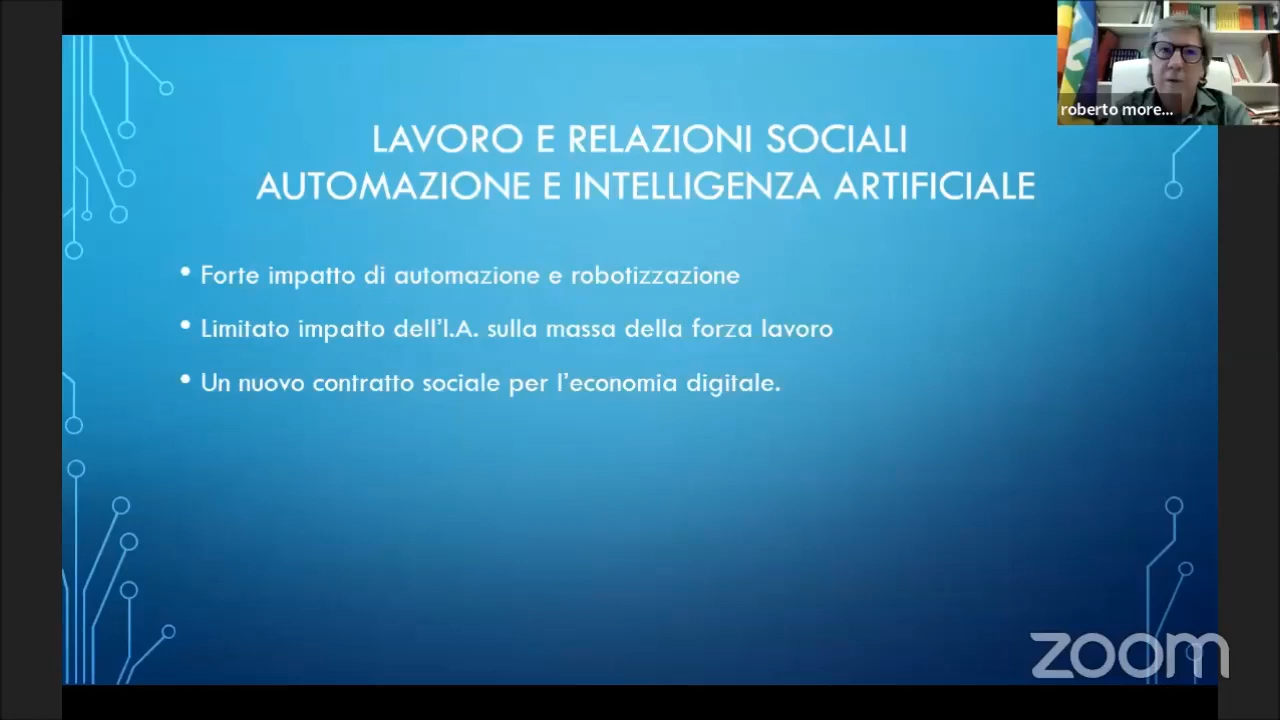 roberto more...
LAVORO E RELAZIONI SOCIALI
AUTOMAZIONE E INTELLIGENZA ARTIFICIALE
• Forte impatto di automazione e robotizzazione
• Limitato impatto dell'I.A. sulla massa della forza lavoro
• Un nuovo contratto sociale per l'economia digitale.
zoom